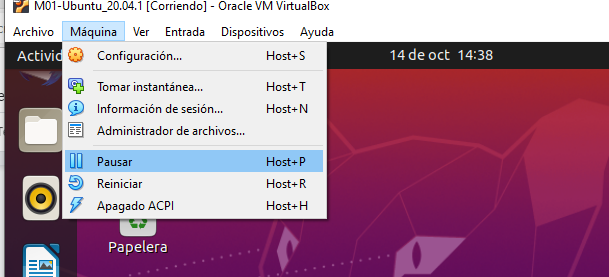 M01-Ubuntu_20.04.1 [Corriendo] - Oracle VM VirtualBox
Archivo Máquina Ver Entrada Dispositivos Ayuda
Activid
14 de oct 14:38
Configuración... Host+S
Tomar instantánea... Host+T
Información de sesión... Host+N
Administrador de archivos...
Pausar Host+P
Reiniciar Host+R
Apagado ACPI Host+H
Papelera